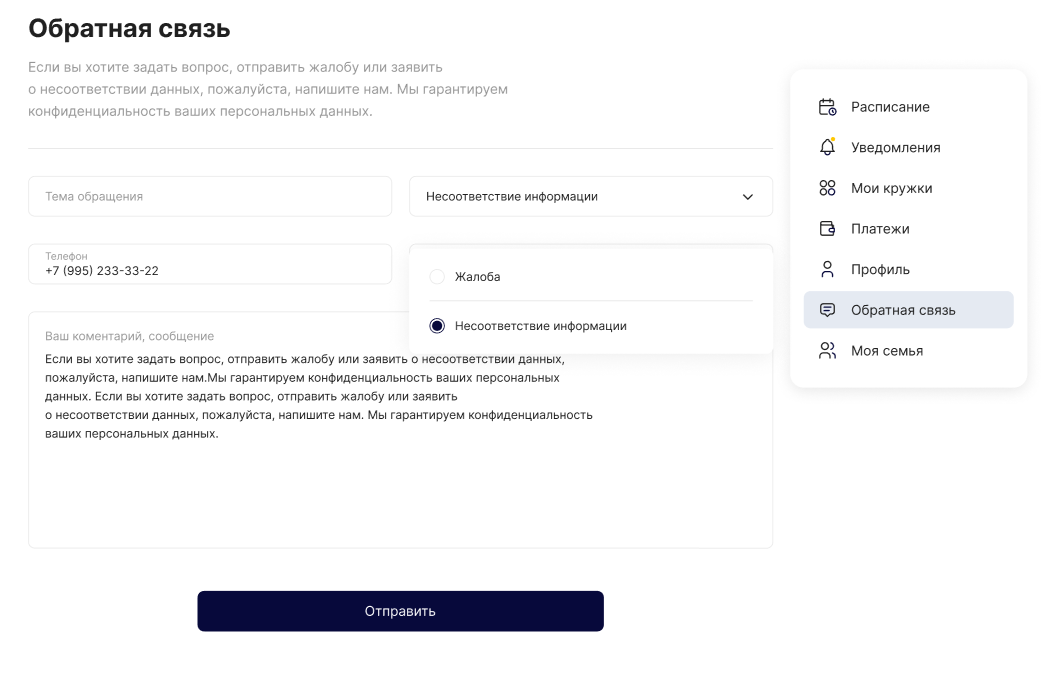 Обратная связь
Если вы хотите задать вопрос, отправить жалобу или заявить
о несоответствии данных, пожалуйста, напишите нам. Мы гарантируем
конфиденциальность ваших персональных данных.
Тема обращения
Несоответствие информации
Телефон
+7 (995) 233-33-22
Жалоба
Несоответствие информации
Ваш коментарий, сообщение
Если вы хотите задать вопрос, отправить жалобу или заявить о несоответствии данных,
пожалуйста, напишите нам.Мы гарантируем конфиденциальность ваших персональных
данных. Если вы хотите задать вопрос, отправить жалобу или заявить
о несоответствии данных, пожалуйста, напишите нам. Мы гарантируем конфиденциальность
ваших персональных данных.
Отправить
Расписание
Уведомления
Мои кружки
Платежи
Профиль
Обратная связь
Моя семья